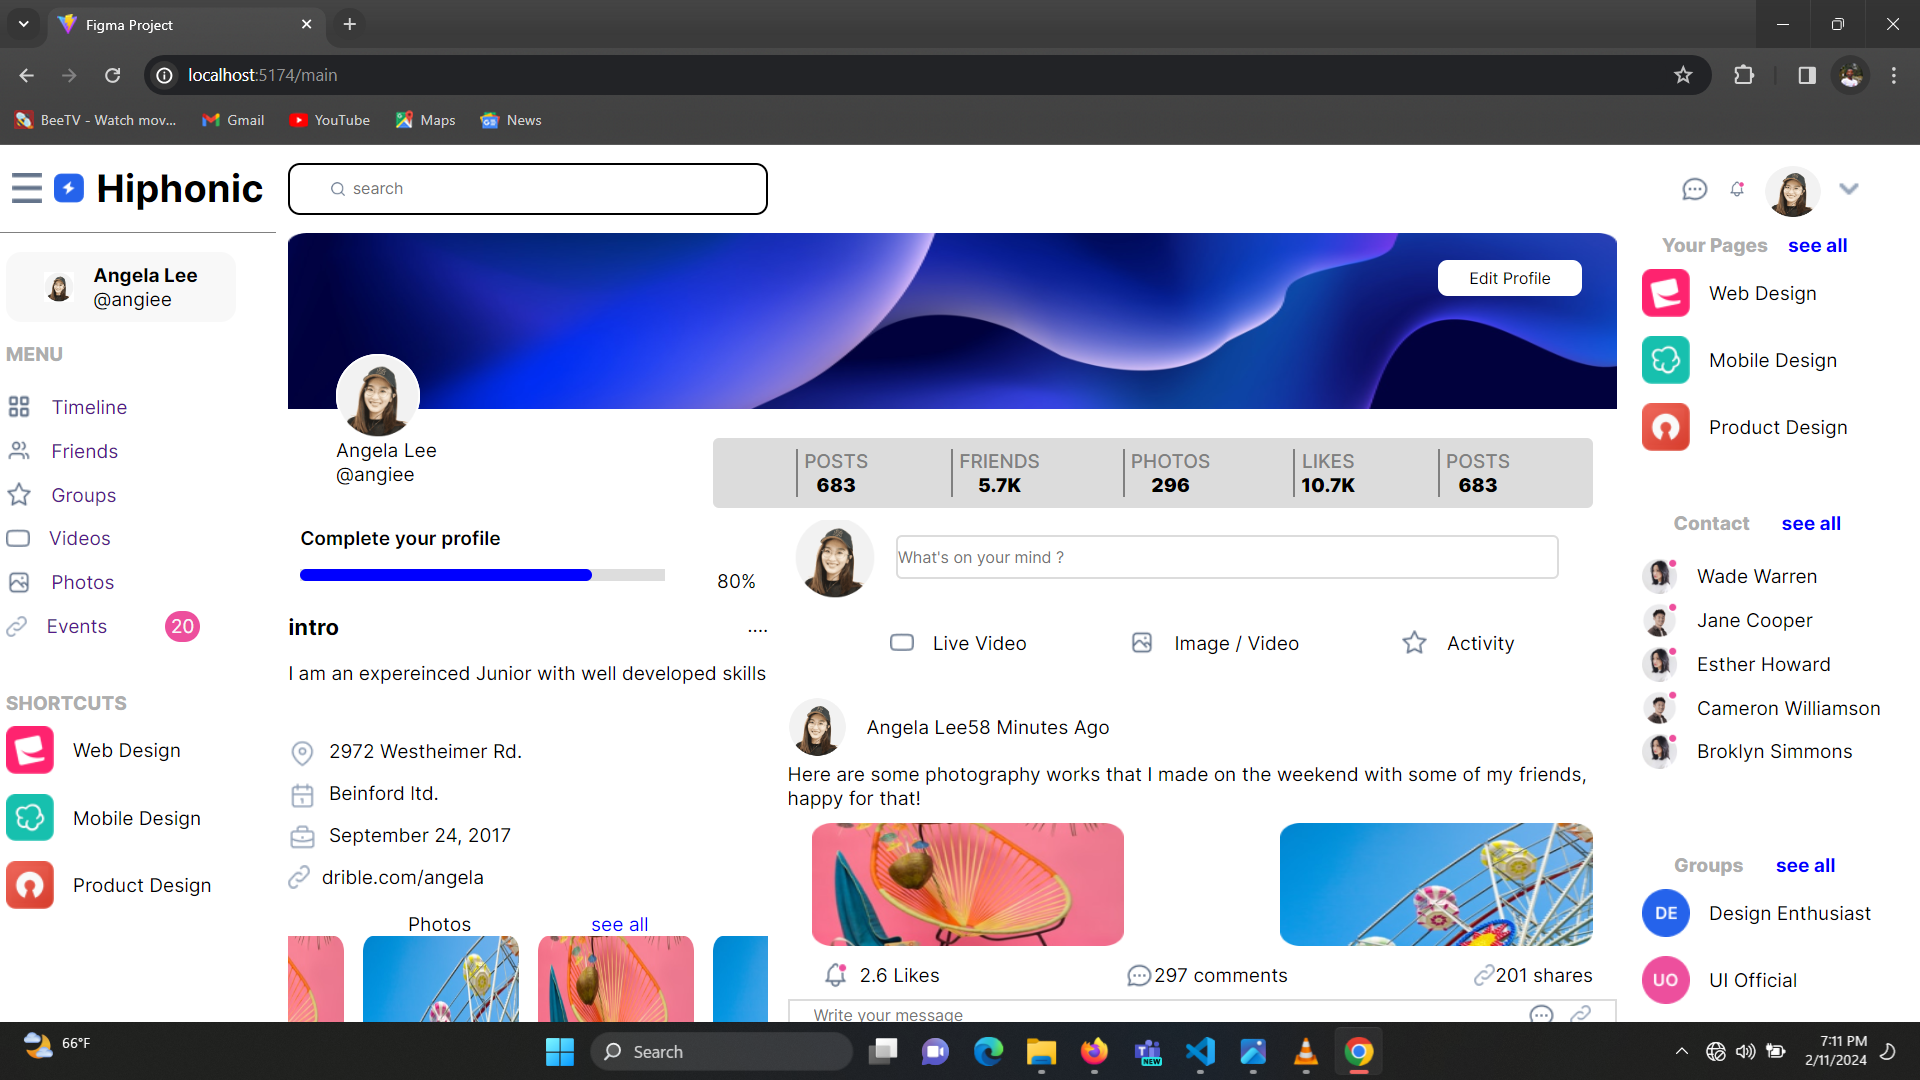 Figma Project
localhost:5174/main
BeeTV - Watch mov...
Gmail
YouTube
Maps
News
Hiphonic
search
Angela Lee
@angiee
MENU
Timeline
Friends
Groups
Videos
Photos
Events 20
SHORTCUTS
Web Design
Mobile Design
Product Design
Edit Profile
Angela Lee
@angiee
POSTS
683
FRIENDS
5.7K
PHOTOS
296
LIKES
10.7K
POSTS
683
Complete your profile
80%
intro ....
I am an expereinced Junior with well developed skills
2972 Westheimer Rd.
Beinford ltd.
September 24, 2017
drible.com/angela
Photos see all
What's on your mind ?
Live Video
Image / Video
Activity
Angela Lee58 Minutes Ago
Here are some photography works that I made on the weekend with some of my friends,
happy for that!
2.6 Likes
297 comments
201 shares
Write your message
Your Pages see all
Web Design
Mobile Design
Product Design
Contact see all
Wade Warren
Jane Cooper
Esther Howard
Cameron Williamson
Broklyn Simmons
Groups see all
DE Design Enthusiast
UO UI Official
66°F
Search
NEW
7:11 PM
2/11/2024